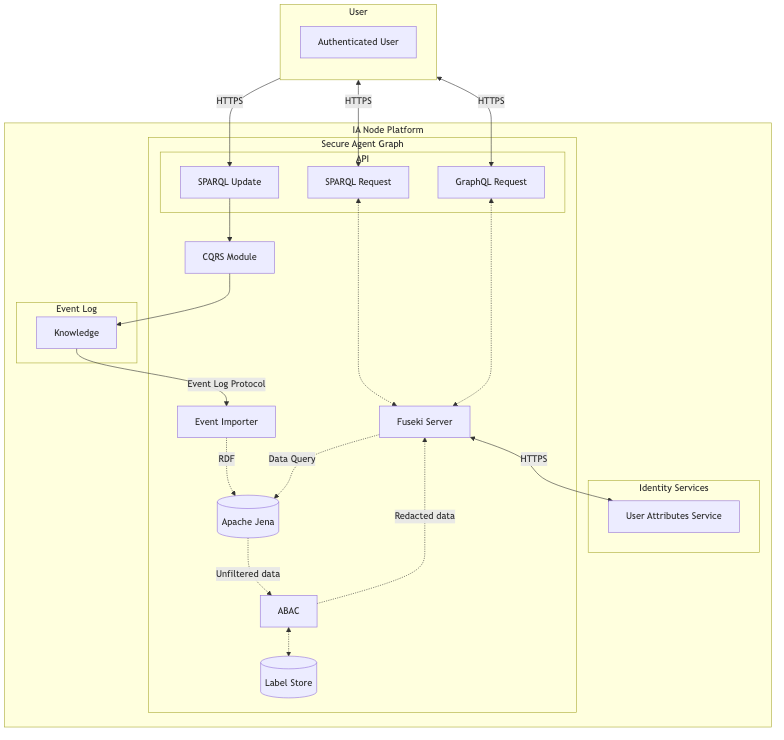 User
Authenticated User
HTTPS
HTTPS
HTTPS
IA Node Platform
Secure Agent Graph
API
SPARQL Update
SPARQL Request
GraphQL Request
CQRS Module
Event Log
Knowledge
Event Log Protocol
Event Importer
Fuseki Server
RDF
Data Query
HTTPS
Identity Services
User Attributes Service
Apache Jena
Redacted data
Unfiltered data
ABAC
Label Store